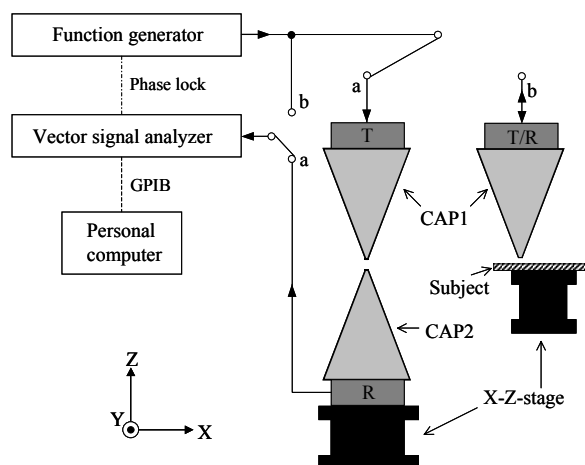 Function generator
Phase lock
Vector signal analyzer
GPIB
Personal
computer
b
a
a
b
T
T/R
CAP1
Subject
CAP2
R
X-Z-stage
Z
Y
X